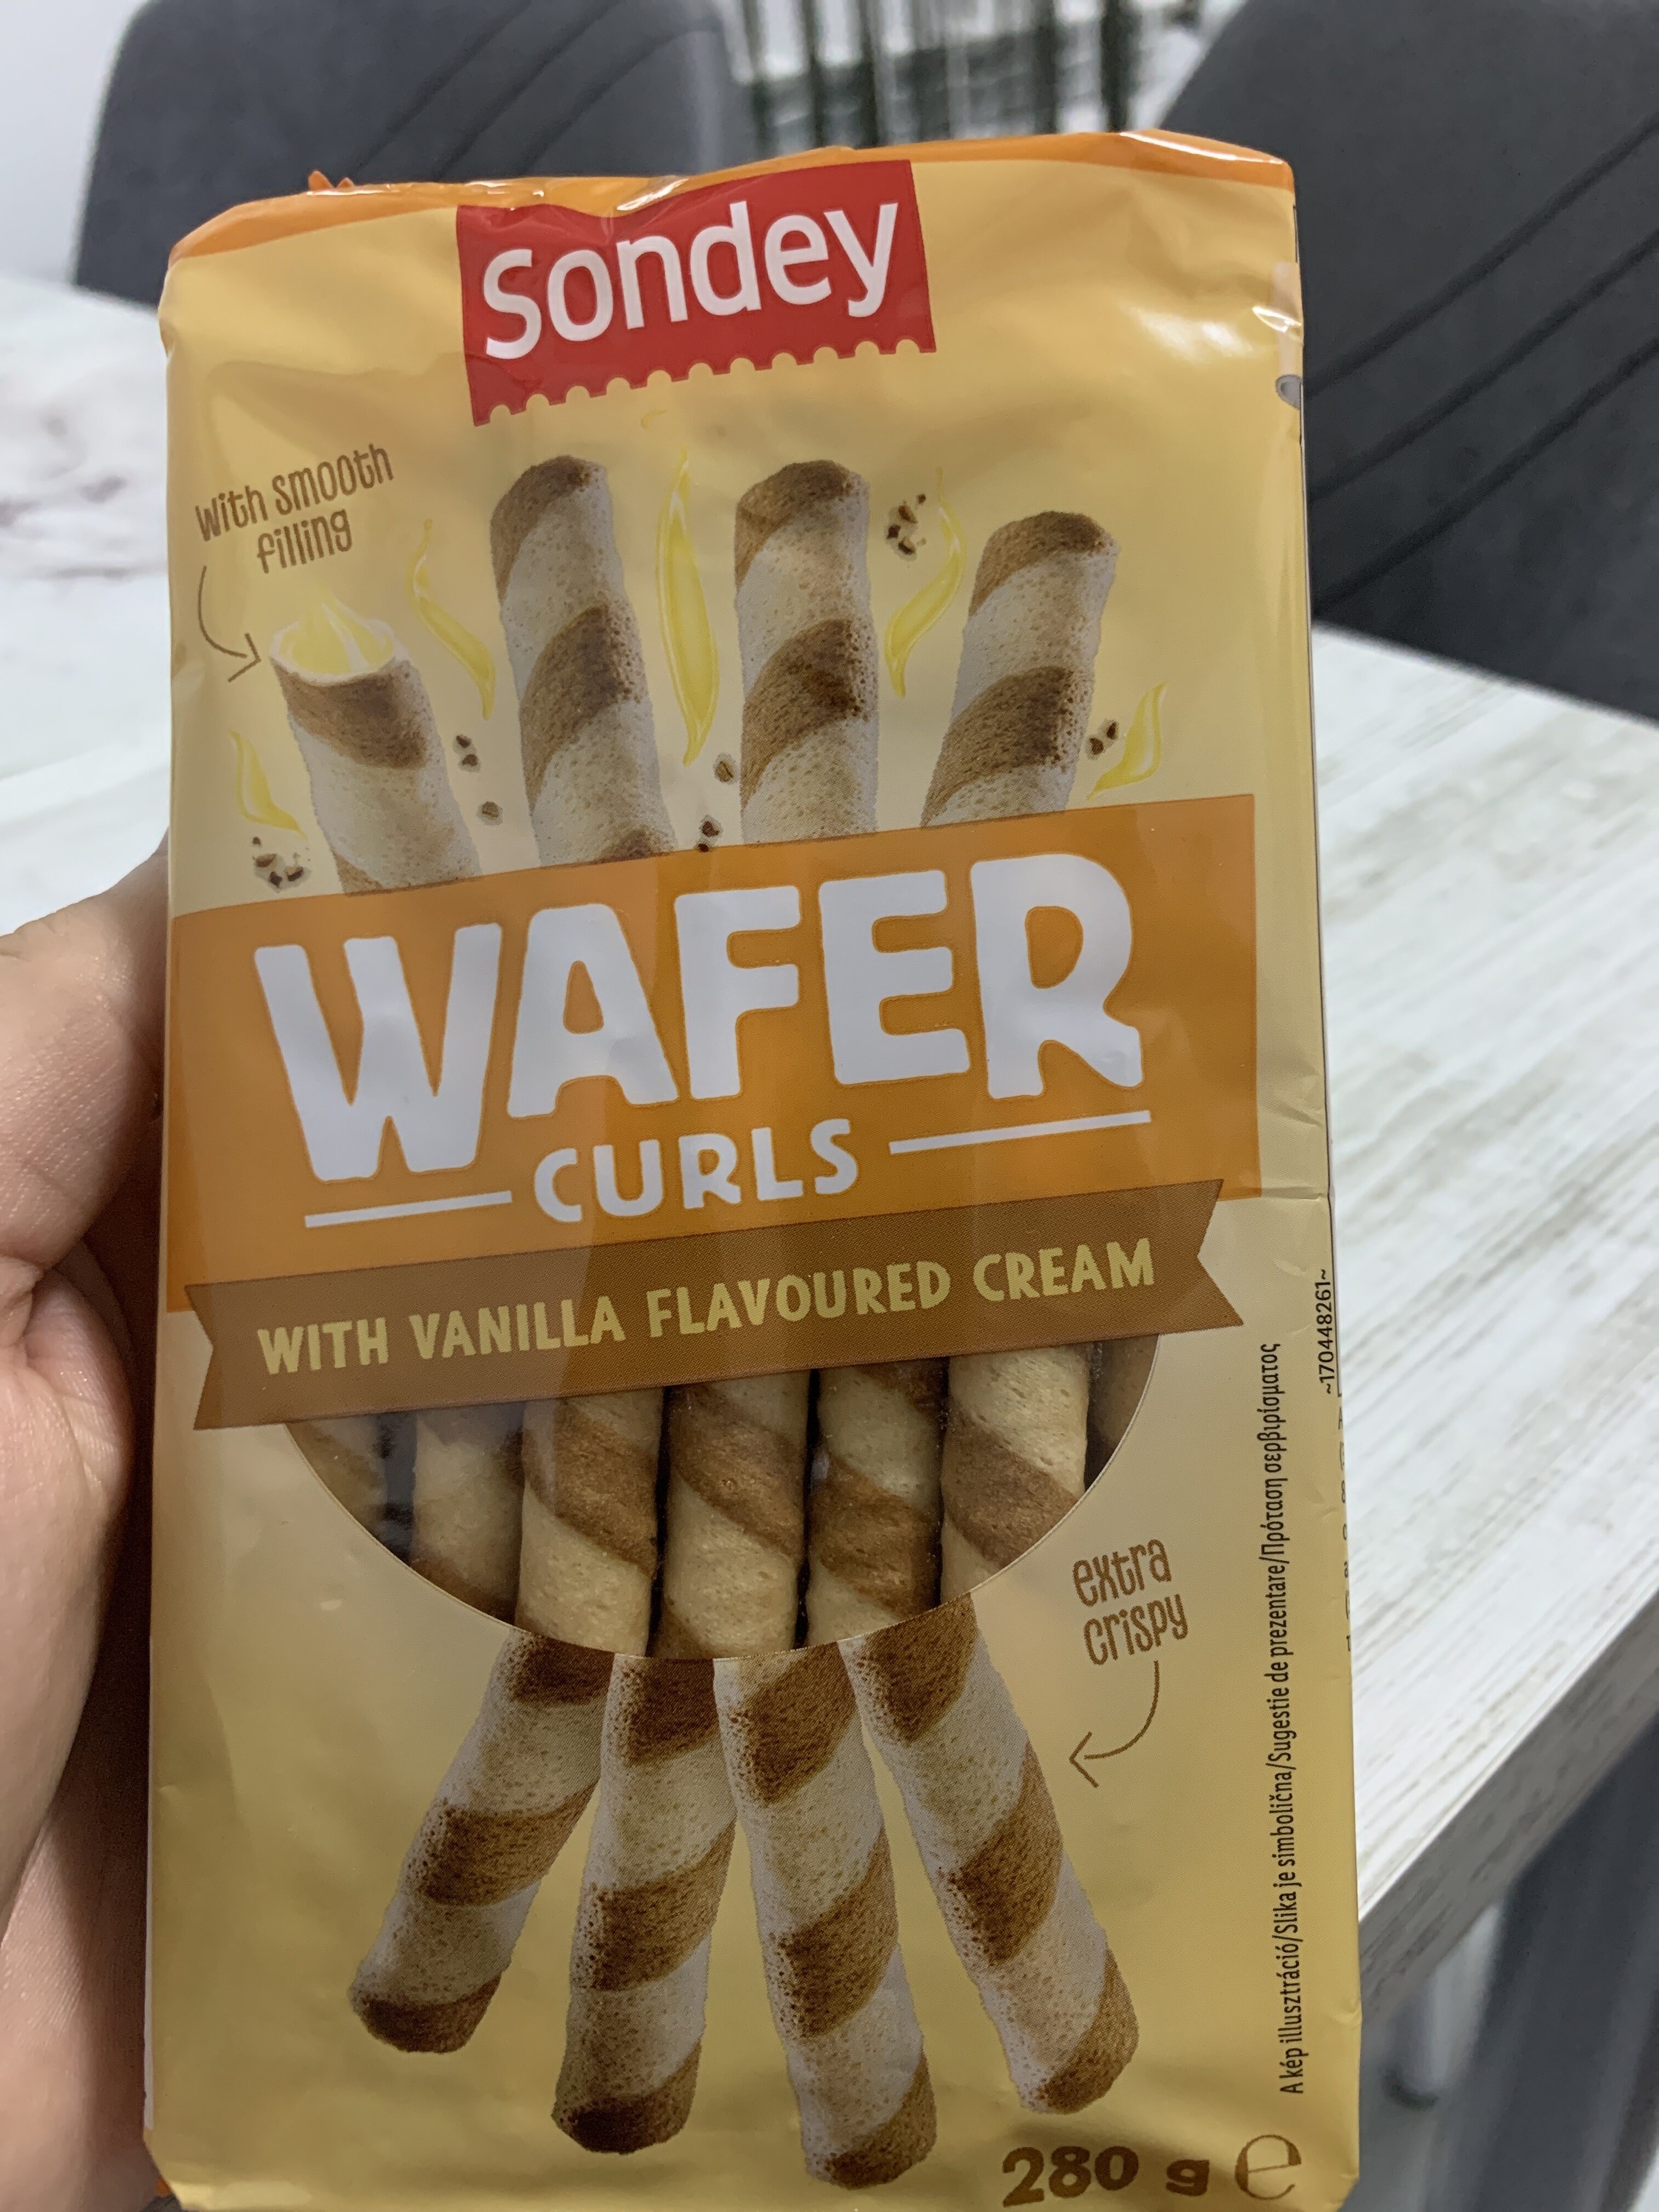 Sondey
With smooth
filling
WAFER
CURLS
WITH VANILLA FLAVOURED CREAM
extra
crispy
280 g e
A kép illusztráció/Slika je simbolična/Sugestie de prezentare/Πρόταση σερβιρίσματος
~170448261~